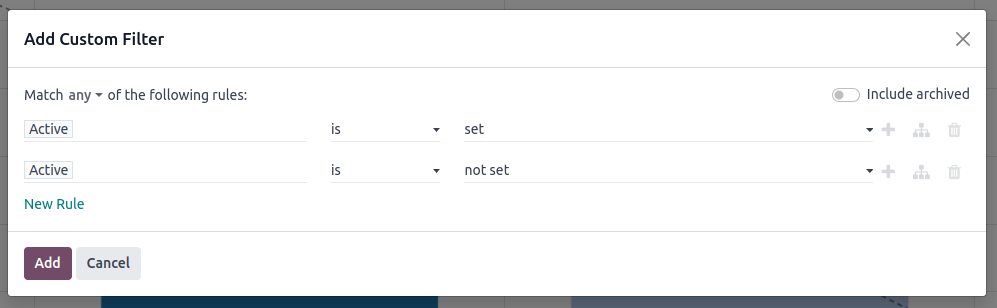 Add Custom Filter
Match any of the following rules:
Include archived
Active is set
Active is not set
New Rule
Add Cancel